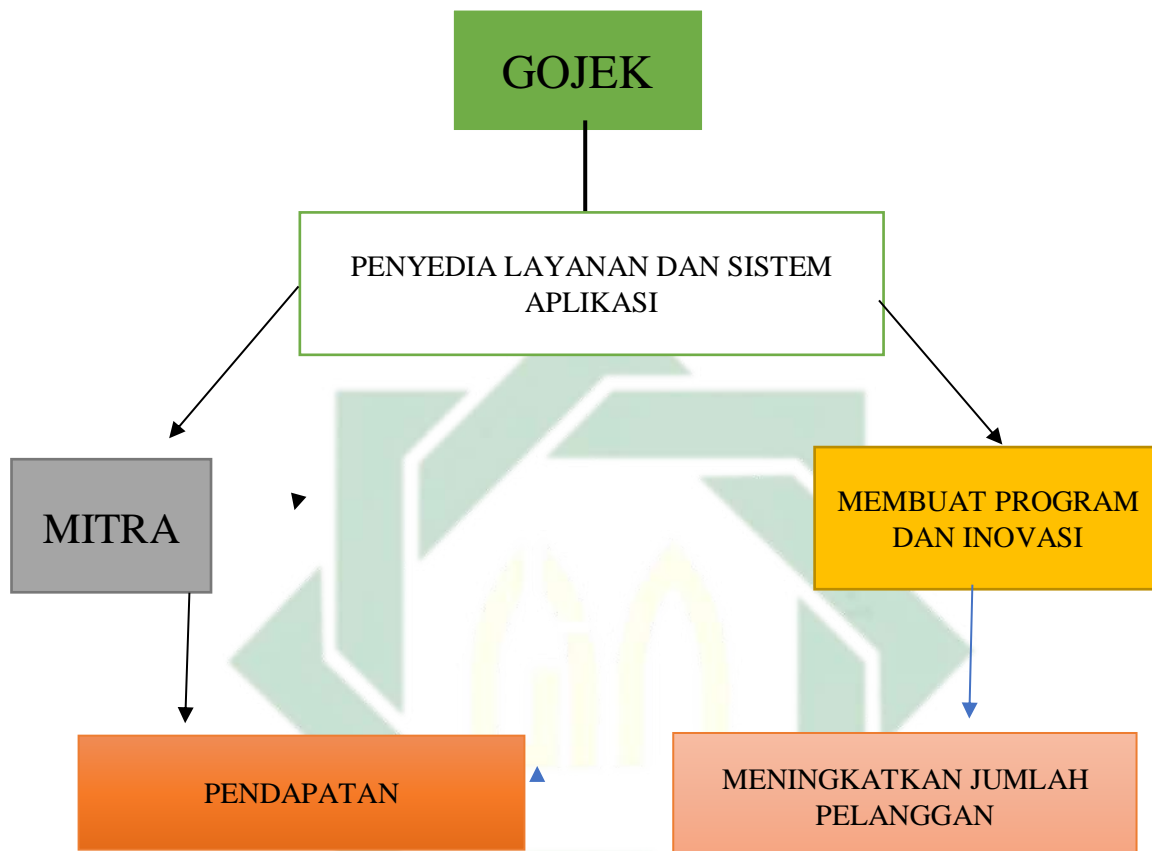 GOJEK
PENYEDIA LAYANAN DAN SISTEM
APLIKASI
MITRA
MEMBUAT PROGRAM
DAN INOVASI
PENDAPATAN
MENINGKATKAN JUMLAH
PELANGGAN